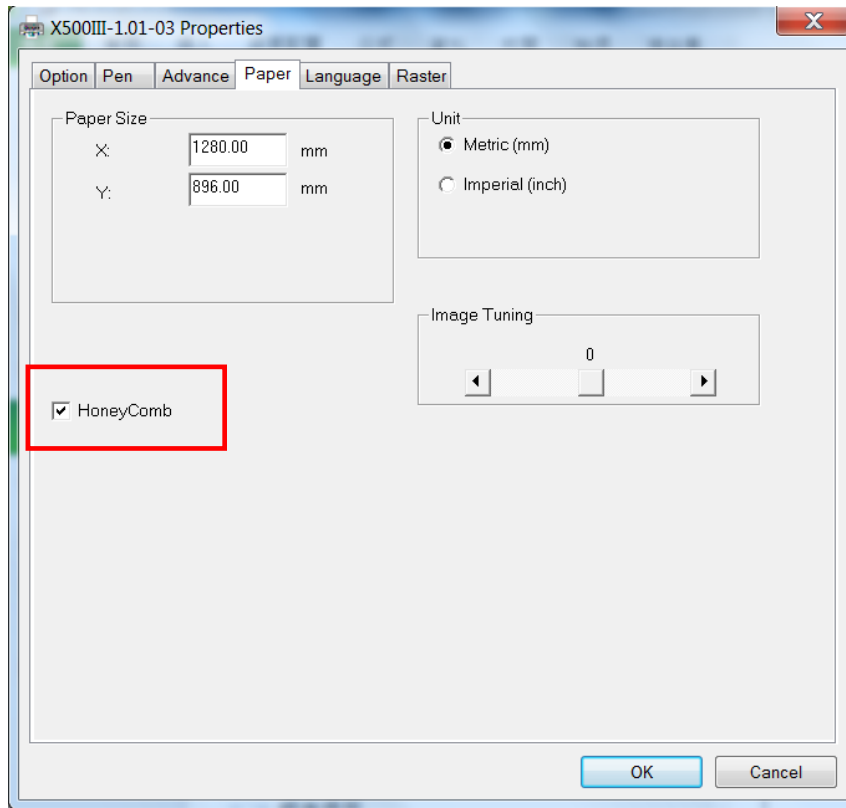 X500III-1.01-03 Properties
X
Option Pen Advance Paper Language Raster
Paper Size
X: 1280.00 mm
Y: 896.00 mm
Unit
Metric (mm)
Imperial (inch)
Image Tuning
0
HoneyComb
OK Cancel